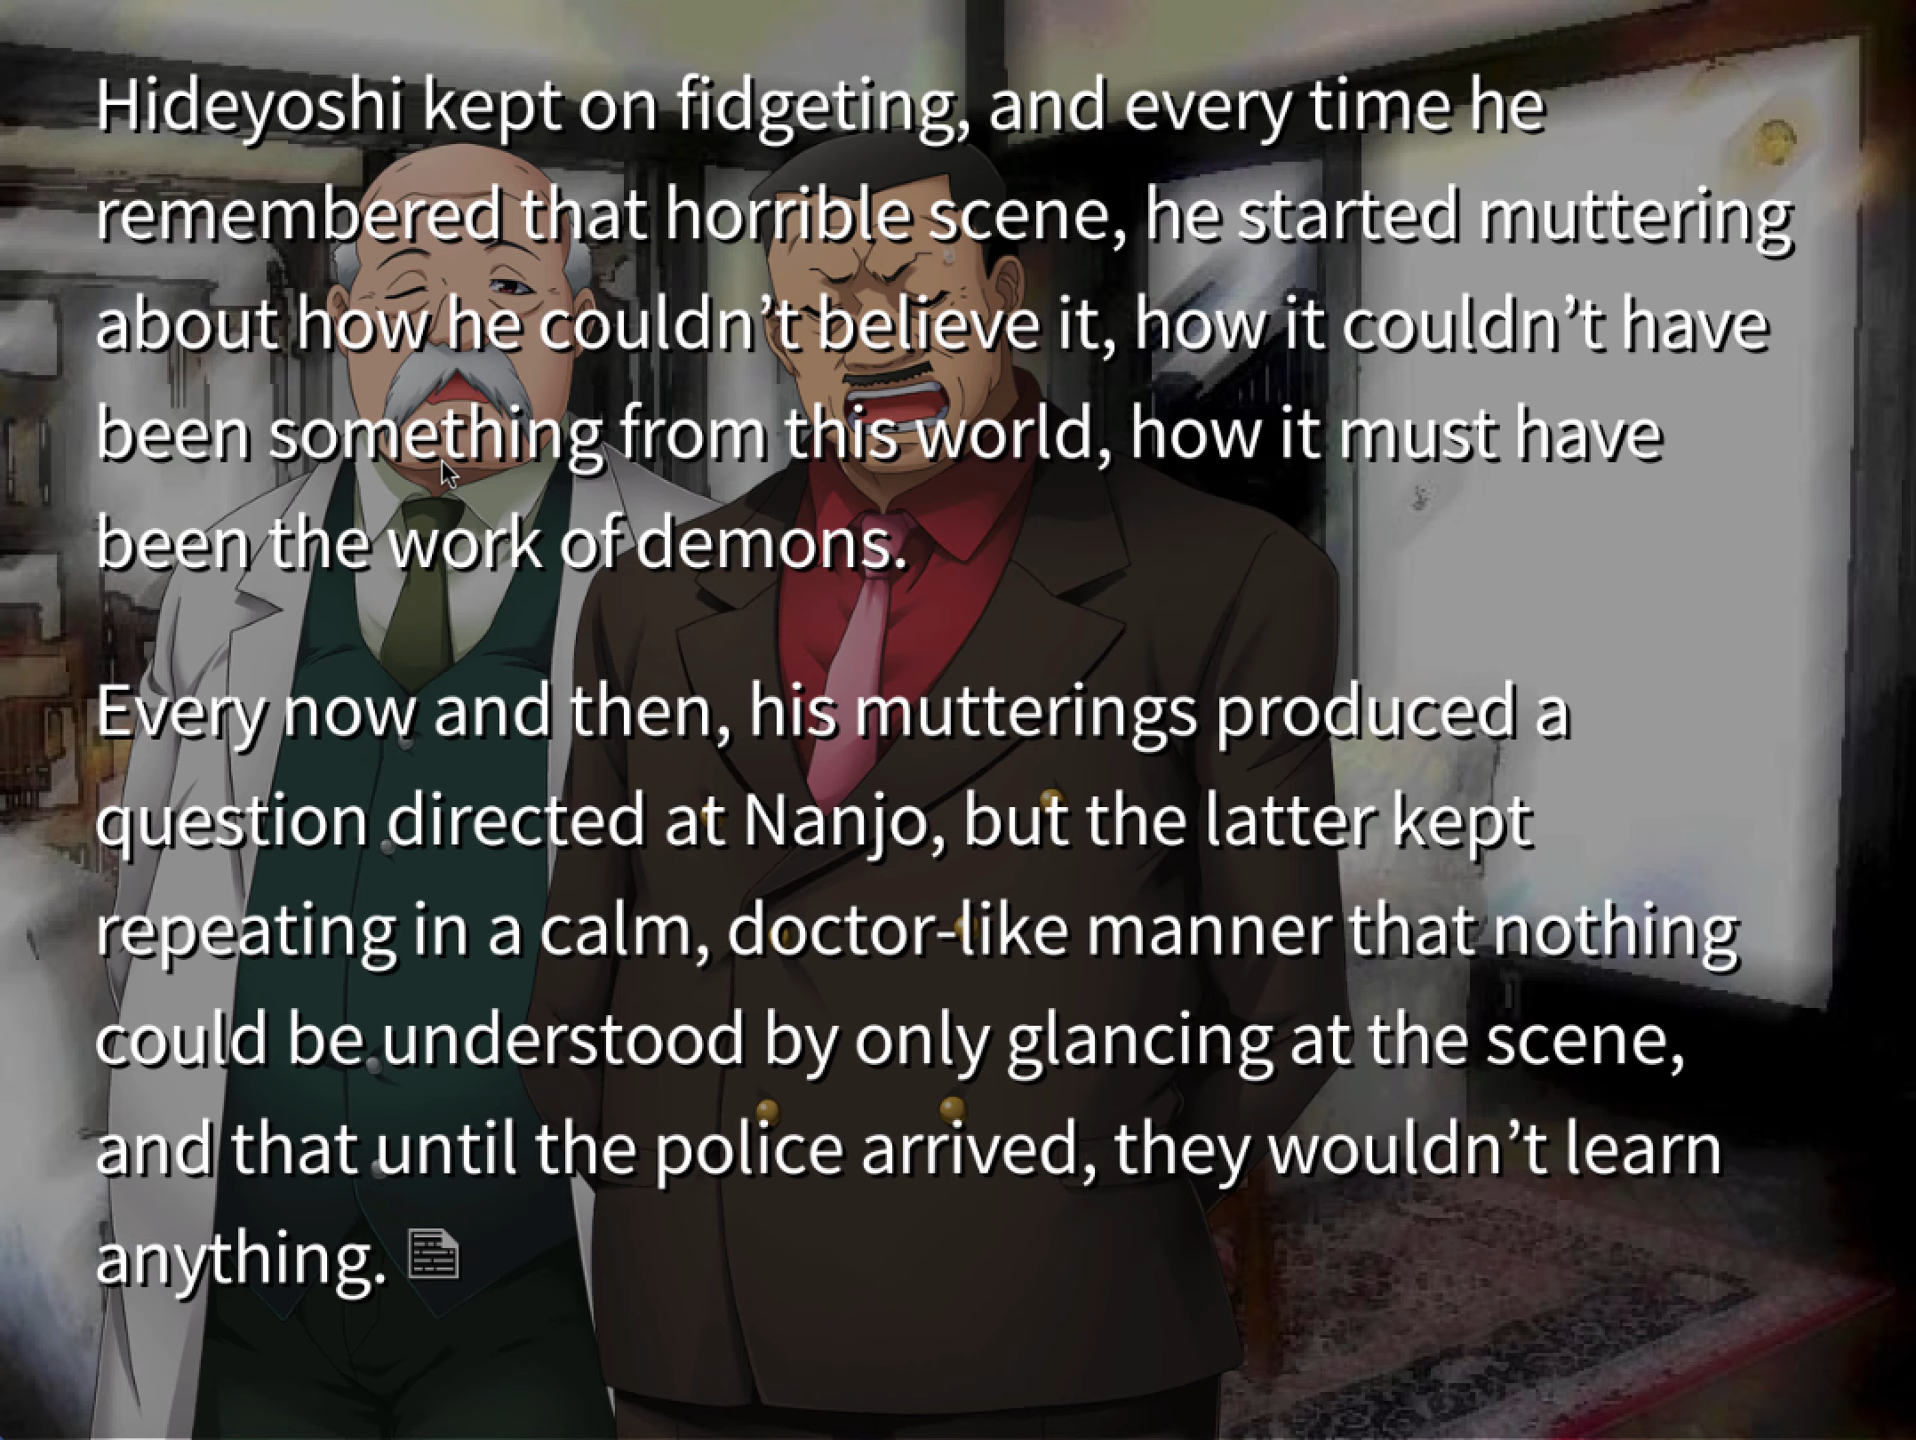 Hideyoshi kept on fidgeting, and every time he
remembered that horrible scene, he started muttering
about how he couldn’t believe it, how it couldn’t have
been something from this world, how it must have
been the work of demons.
Every now and then, his mutterings produced a
question directed at Nanjo, but the latter kept
repeating in a calm, doctor-like manner that nothing
could be understood by only glancing at the scene,
and that until the police arrived, they wouldn’t learn
anything.